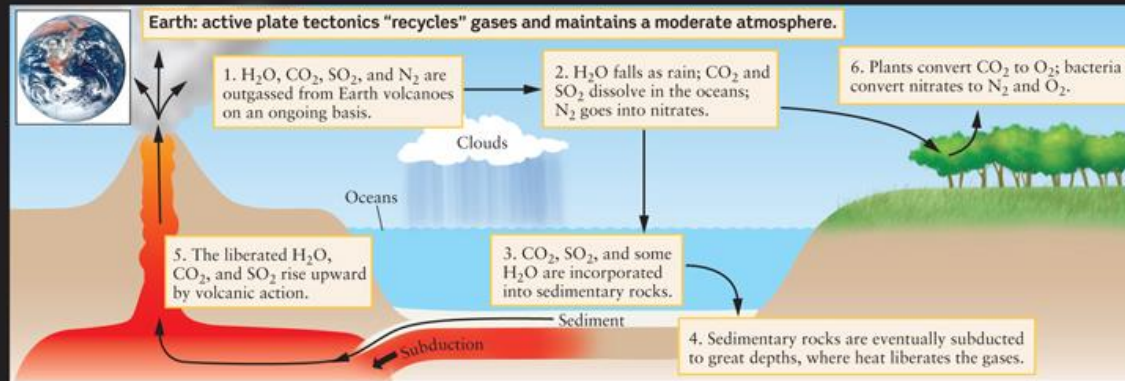 Earth: active plate tectonics “recycles” gases and maintains a moderate atmosphere.
1. H₂O, CO₂, SO₂, and N₂ are
outgassed from Earth volcanoes
on an ongoing basis.
2. H₂O falls as rain; CO₂ and
SO₂ dissolve in the oceans;
N₂ goes into nitrates.
6. Plants convert CO₂ to O₂; bacteria
convert nitrates to N₂ and O₂.
Clouds
Oceans
5. The liberated H₂O,
CO₂, and SO₂ rise upward
by volcanic action.
3. CO₂, SO₂, and some
H₂O are incorporated
into sedimentary rocks.
Sediment
Subduction
4. Sedimentary rocks are eventually subducted
to great depths, where heat liberates the gases.